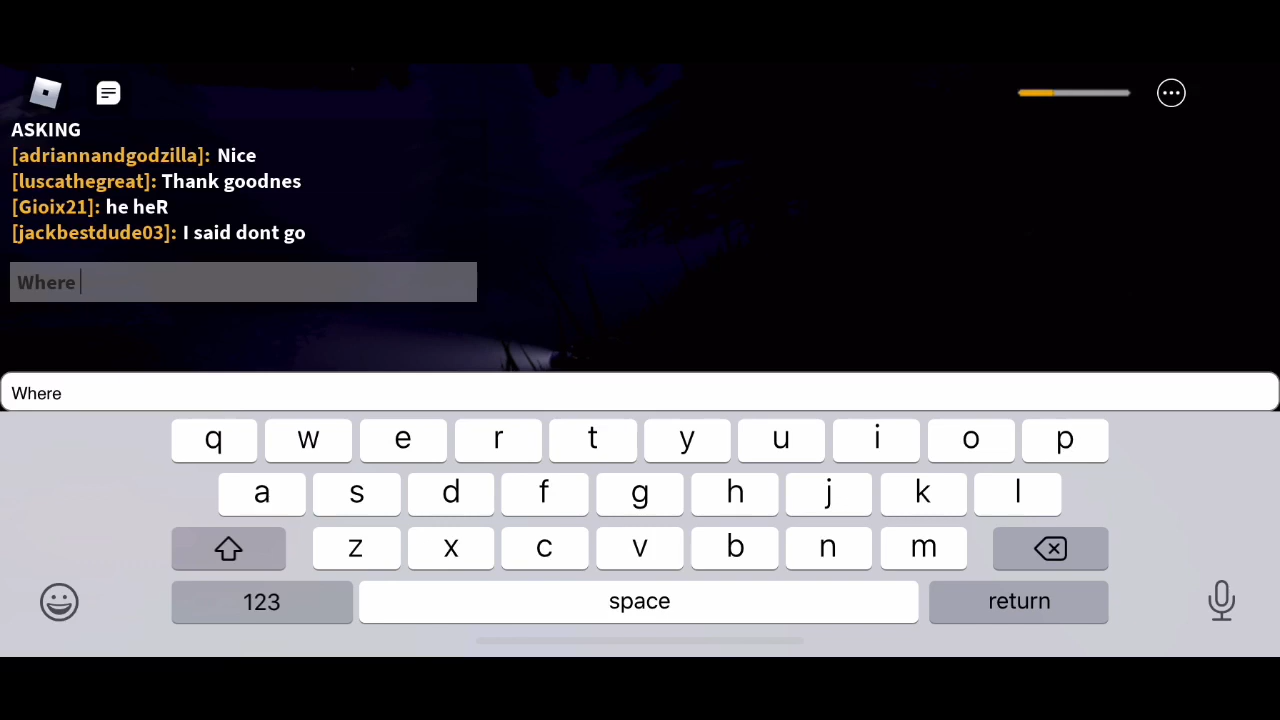 ASKING
[adriannandgodzilla]: Nice
[luscathegreat]: Thank goodnes
[Gioix21]: he heR
[jackbestdude03]: I said dont go
Where
Where
q w e r t y u i o p
a s d f g h j k l
z x c v b n m
123 space return